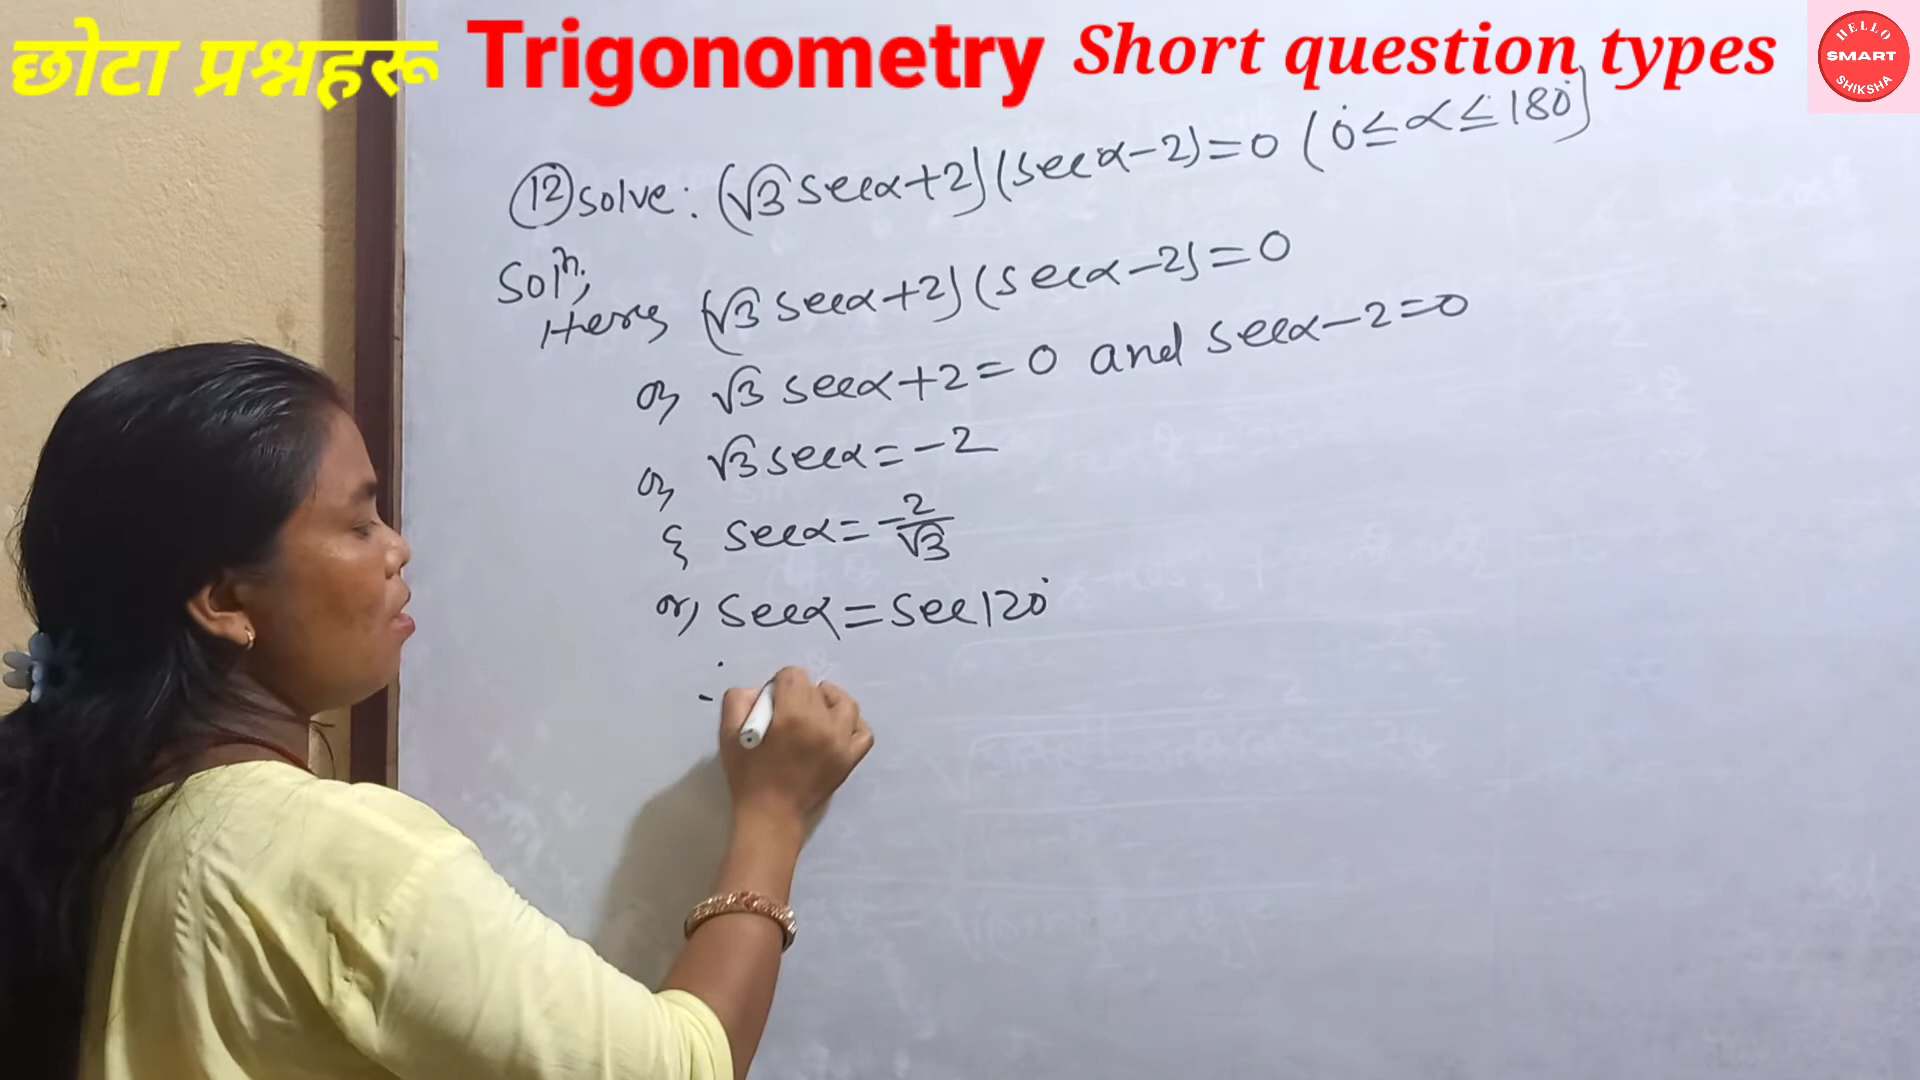 छोटा प्रश्नहरू Trigonometry Short question types
HELLO
SMART
SHIKSHA
⑫ solve: (√3 secα+2)(secα-2)=0 (0°≤α≤180°)
Solⁿ,
Here, (√3 secα+2)(secα-2)=0
or, √3 secα+2=0 and secα-2=0
or, √3 secα=-2
secα=-2/√3
or, secα=sec120°